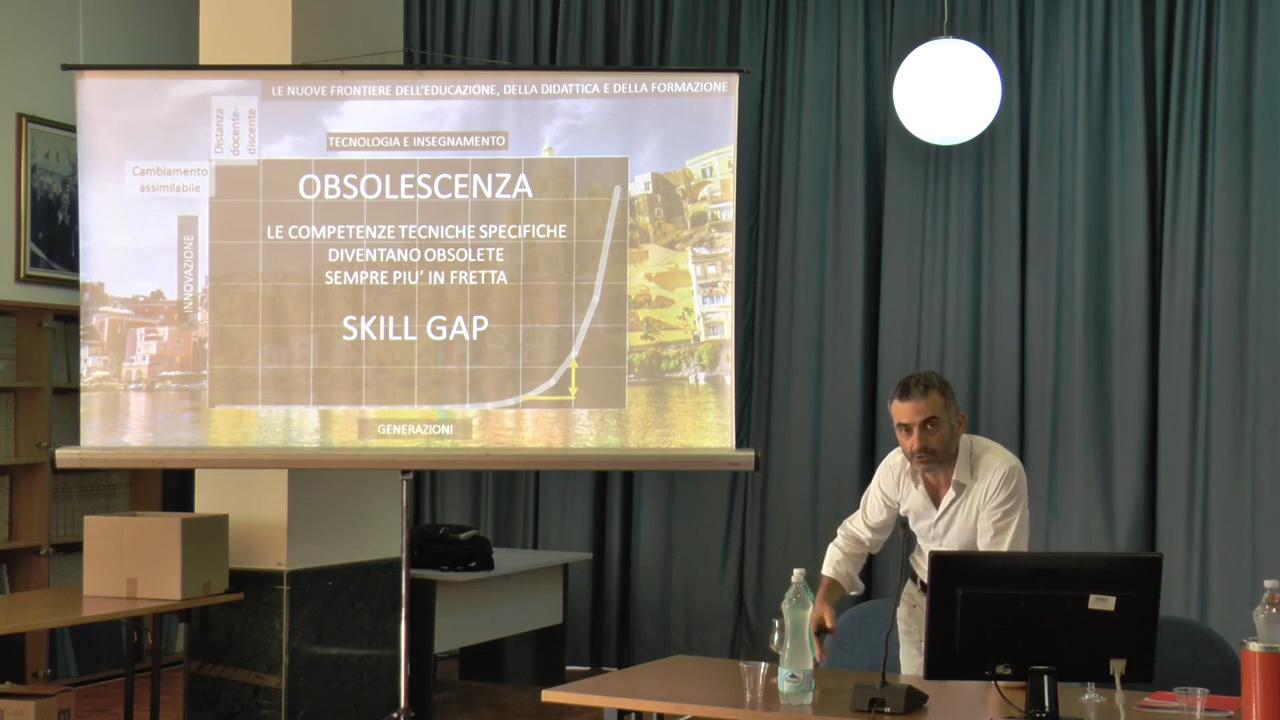 LE NUOVE FRONTIERE DELL'EDUCAZIONE, DELLA DIDATTICA E DELLA FORMAZIONE
Distanza
docente-
discente
TECNOLOGIA E INSEGNAMENTO
Cambiamento
assimilabile
OBSOLESCENZA
LE COMPETENZE TECNICHE SPECIFICHE
DIVENTANO OBSOLETE
SEMPRE PIU' IN FRETTA
INNOVAZIONE
SKILL GAP
GENERAZIONI